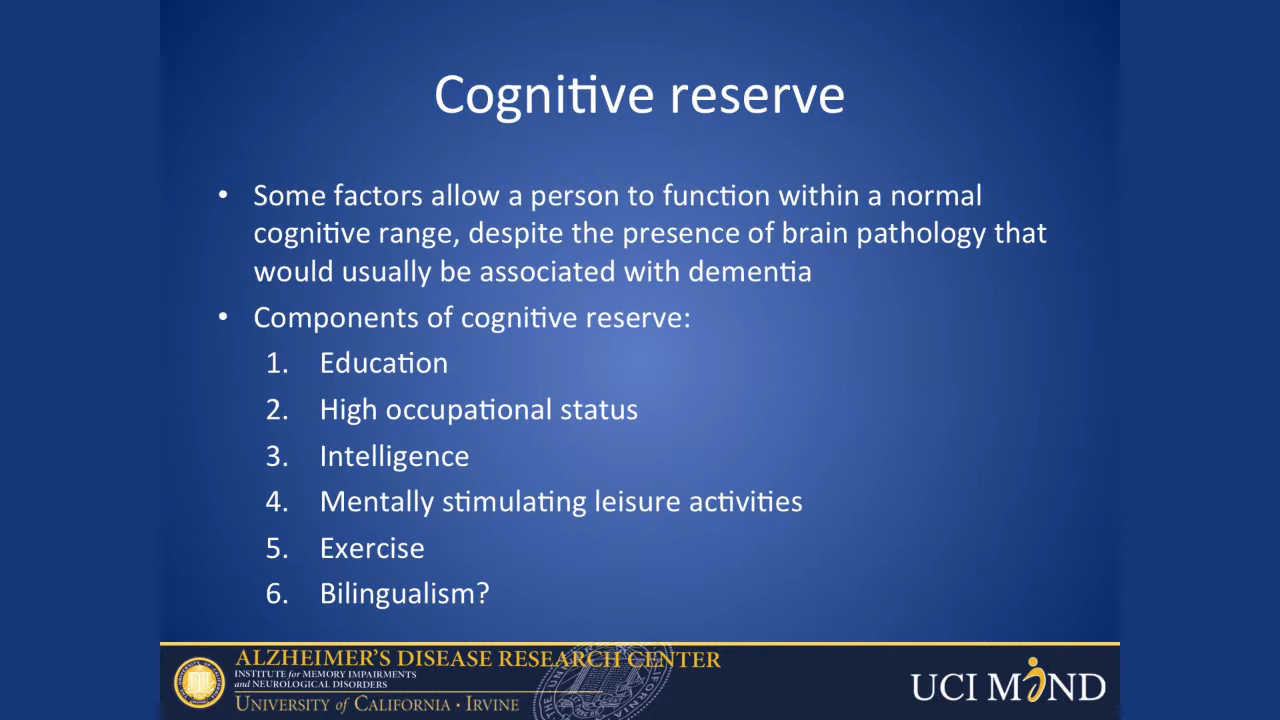 Cognitive reserve
• Some factors allow a person to function within a normal
cognitive range, despite the presence of brain pathology that
would usually be associated with dementia
• Components of cognitive reserve:
1. Education
2. High occupational status
3. Intelligence
4. Mentally stimulating leisure activities
5. Exercise
6. Bilingualism?
ALZHEIMER'S DISEASE RESEARCH CENTER
INSTITUTE for MEMORY IMPAIRMENTS
and NEUROLOGICAL DISORDERS
UNIVERSITY of CALIFORNIA • IRVINE
UCI MIND